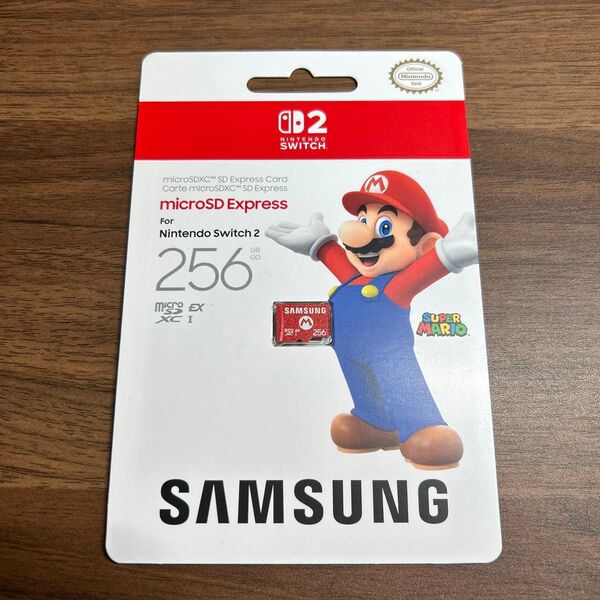 Official
Nintendo
Seal
2
NINTENDO
SWITCH
microSDXC™ SD Express Card
Carte microSDXC™ SD Express
microSD Express
For
Nintendo Switch 2
256 GB GO
micro SD XC I EX
SAMSUNG
M
256
SUPER
MARIO
SAMSUNG